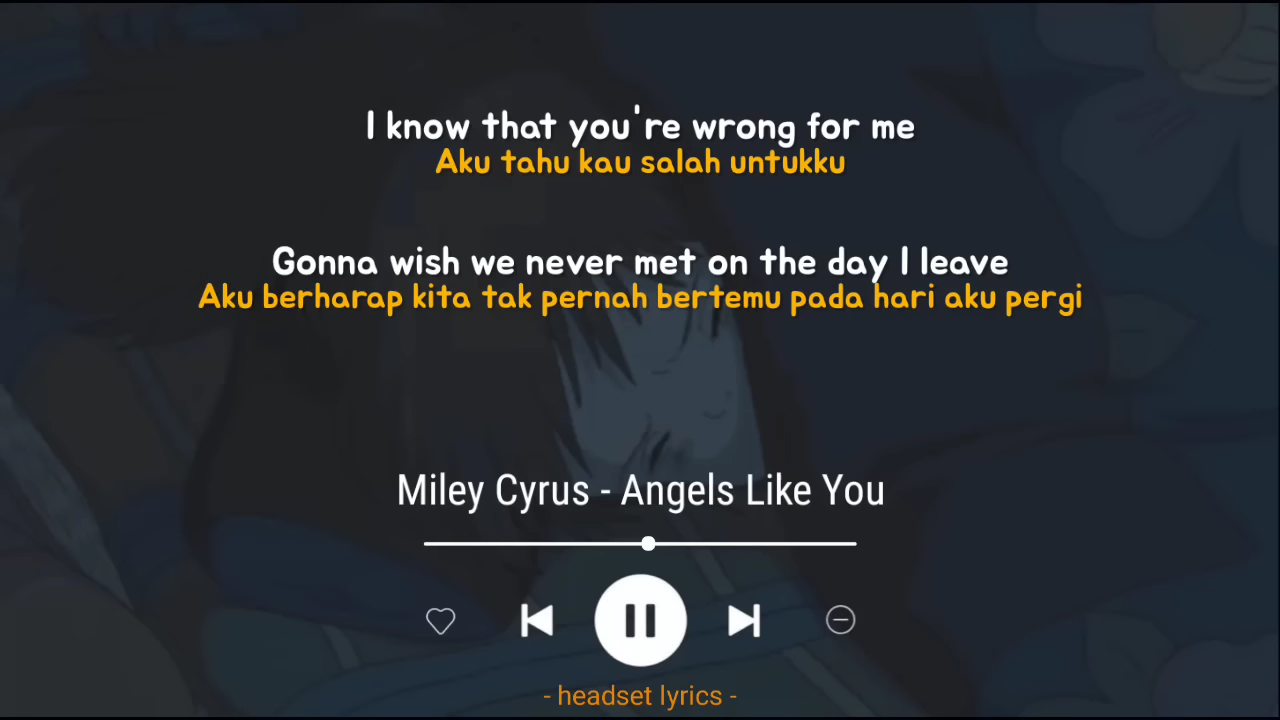 I know that you're wrong for me
Aku tahu kau salah untukku
Gonna wish we never met on the day I leave
Aku berharap kita tak pernah bertemu pada hari aku pergi
Miley Cyrus - Angels Like You
- headset lyrics -